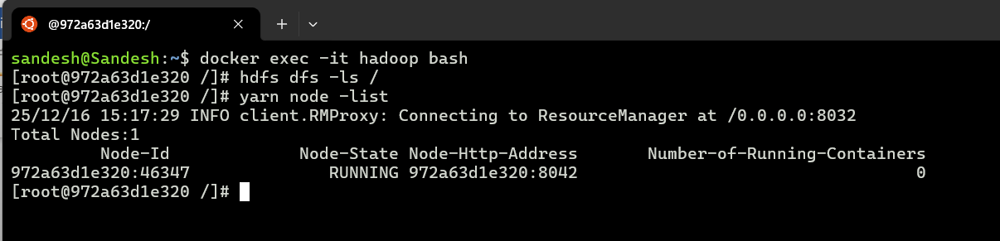 @972a63d1e320:/
sandesh@Sandesh:~$ docker exec -it hadoop bash
[root@972a63d1e320 /]# hdfs dfs -ls /
[root@972a63d1e320 /]# yarn node -list
25/12/16 15:17:29 INFO client.RMProxy: Connecting to ResourceManager at /0.0.0.0:8032
Total Nodes:1
         Node-Id             Node-State Node-Http-Address       Number-of-Running-Containers
972a63d1e320:46347              RUNNING 972a63d1e320:8042                                  0
[root@972a63d1e320 /]#